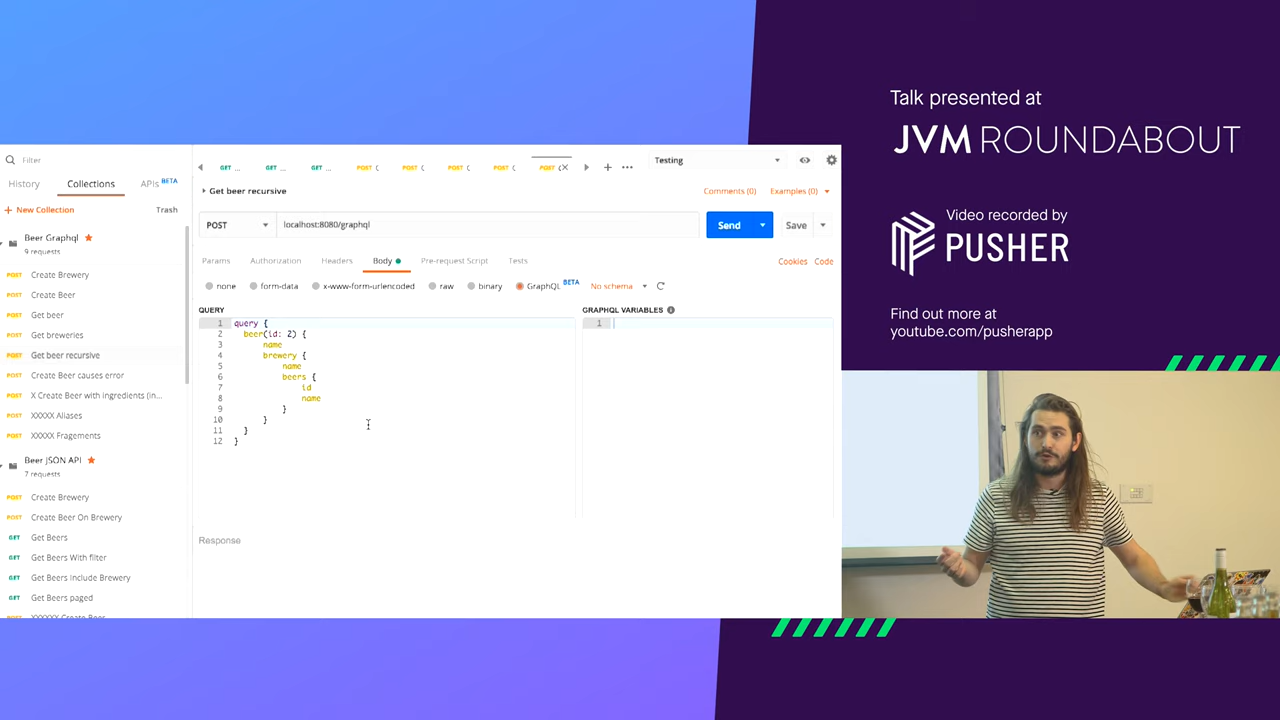 Talk presented at
JVM ROUNDABOUT
Video recorded by
PUSHER
Find out more at
youtube.com/pusherapp
Filter
History
Collections
APIs BETA
+ New Collection
Trash
Beer Graphql
9 requests
POST Create Brewery
POST Create Beer
POST Get beer
POST Get breweries
POST Get beer recursive
POST Create Beer causes error
POST X Create Beer with Ingredients (in...
POST XXXXX Aliases
POST XXXXX Fragements
Beer JSON API
7 requests
POST Create Brewery
POST Create Beer On Brewery
GET Get Beers
GET Get Beers With filter
GET Get Beers Include Brewery
GET Get Beers paged
GET ...
GET ...
GET ...
POST (
POST (
POST (
POST (
POST (
Testing
Get beer recursive
Comments (0)
Examples (0)
POST
localhost:8080/graphql
Send
Save
Params
Authorization
Headers
Body
Pre-request Script
Tests
Cookies
Code
none
form-data
x-www-form-urlencoded
raw
binary
GraphQL BETA
No schema
QUERY
1 query {
2 beer(id: 2) {
3 name
4 brewery {
5 name
6 beers {
7 id
8 name
9 }
10 }
11 }
12 }
GRAPHQL VARIABLES
1
Response